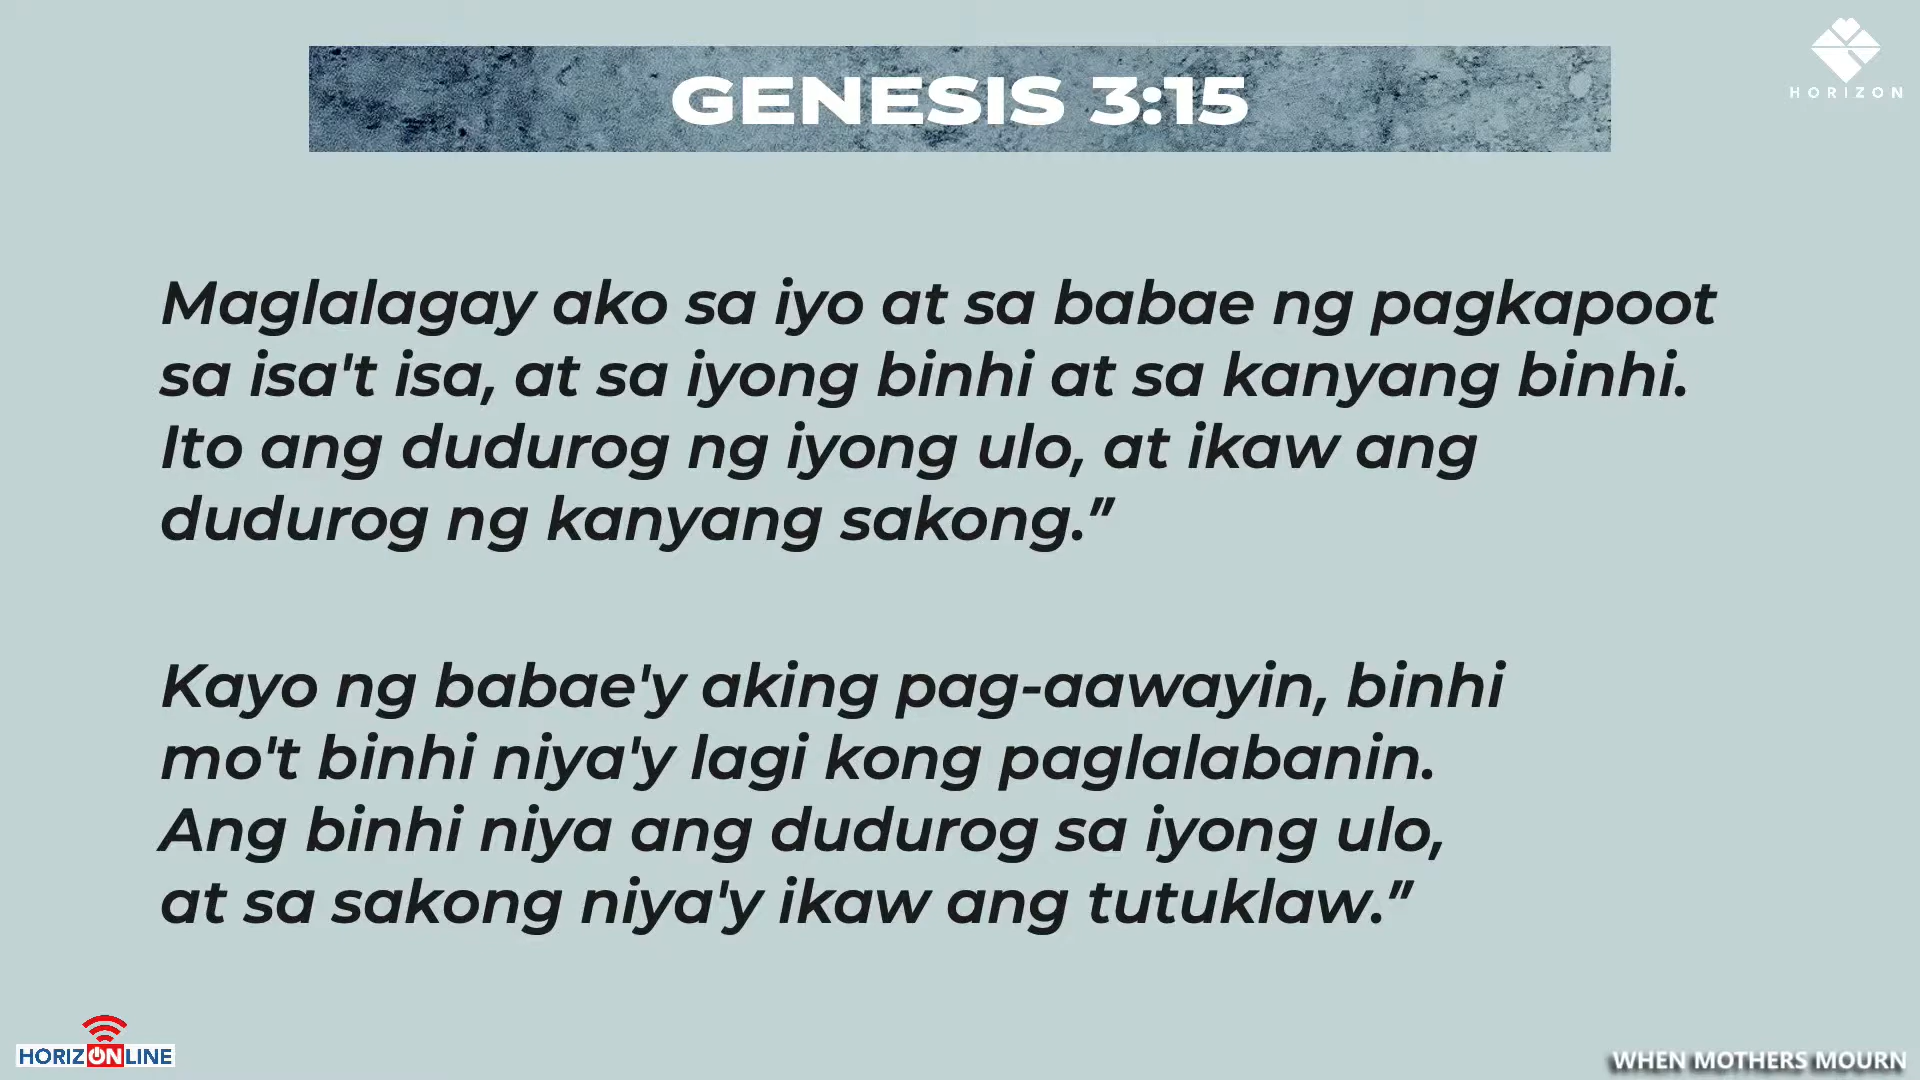 GENESIS 3:15
HORIZON
Maglalagay ako sa iyo at sa babae ng pagkapoot
sa isa't isa, at sa iyong binhi at sa kanyang binhi.
Ito ang dudurog ng iyong ulo, at ikaw ang
dudurog ng kanyang sakong.”
Kayo ng babae'y aking pag-aawayin, binhi
mo't binhi niya'y lagi kong paglalabanin.
Ang binhi niya ang dudurog sa iyong ulo,
at sa sakong niya'y ikaw ang tutuklaw.”
HORIZONLINE
WHEN MOTHERS MOURN